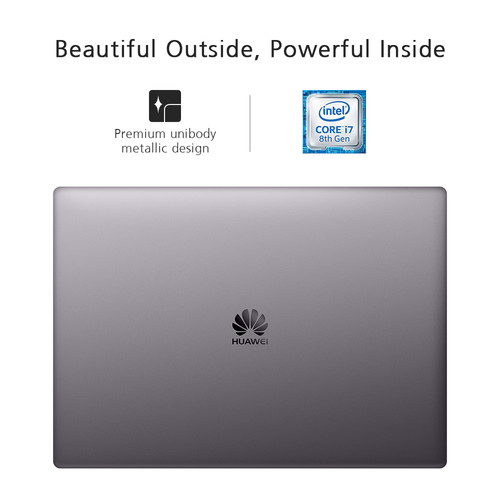 Beautiful Outside, Powerful Inside
Premium unibody
metallic design
intel
CORE i7
8th Gen
HUAWEI